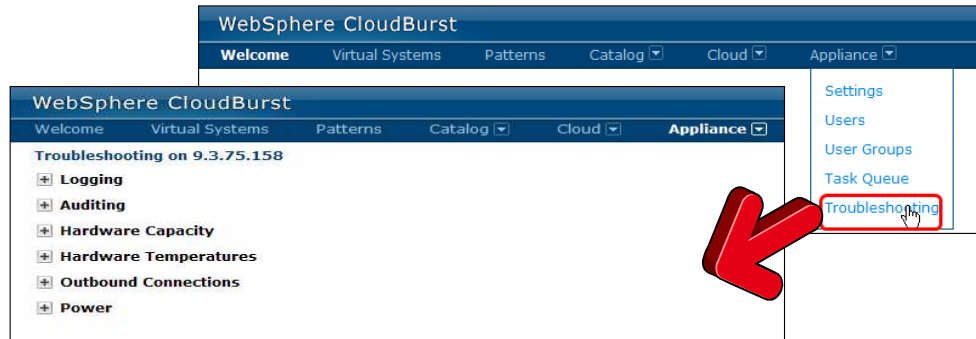 WebSphere CloudBurst
Welcome Virtual Systems Patterns Catalog Cloud Appliance
Settings
Users
User Groups
Task Queue
Troubleshooting
WebSphere CloudBurst
Welcome Virtual Systems Patterns Catalog Cloud Appliance
Troubleshooting on 9.3.75.158
Logging
Auditing
Hardware Capacity
Hardware Temperatures
Outbound Connections
Power